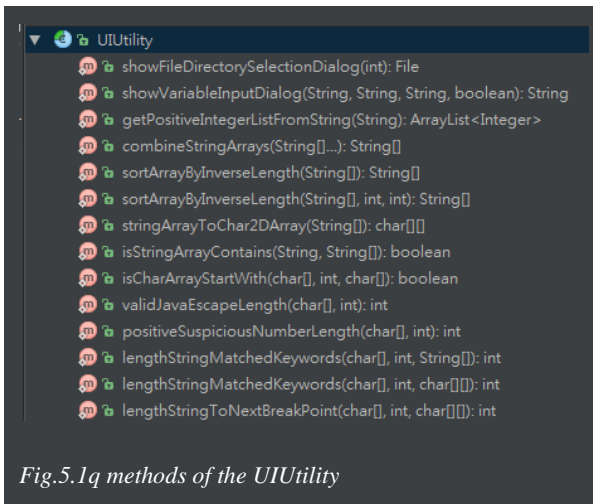 UIUtility
showFileDirectorySelectionDialog(int): File
showVariableInputDialog(String, String, String, boolean): String
getPositiveIntegerListFromString(String): ArrayList<Integer>
combineStringArrays(String[]...): String[]
sortArrayByInverseLength(String[]): String[]
sortArrayByInverseLength(String[], int, int): String[]
stringArrayToChar2DArray(String[]): char[][]
isStringArrayContains(String, String[]): boolean
isCharArrayStartWith(char[], int, char[]): boolean
validJavaEscapeLength(char[], int): int
positiveSuspiciousNumberLength(char[], int): int
lengthStringMatchedKeywords(char[], int, String[]): int
lengthStringMatchedKeywords(char[], int, char[][]): int
lengthStringToNextBreakPoint(char[], int, char[][]): int
Fig.5.1q methods of the UIUtility